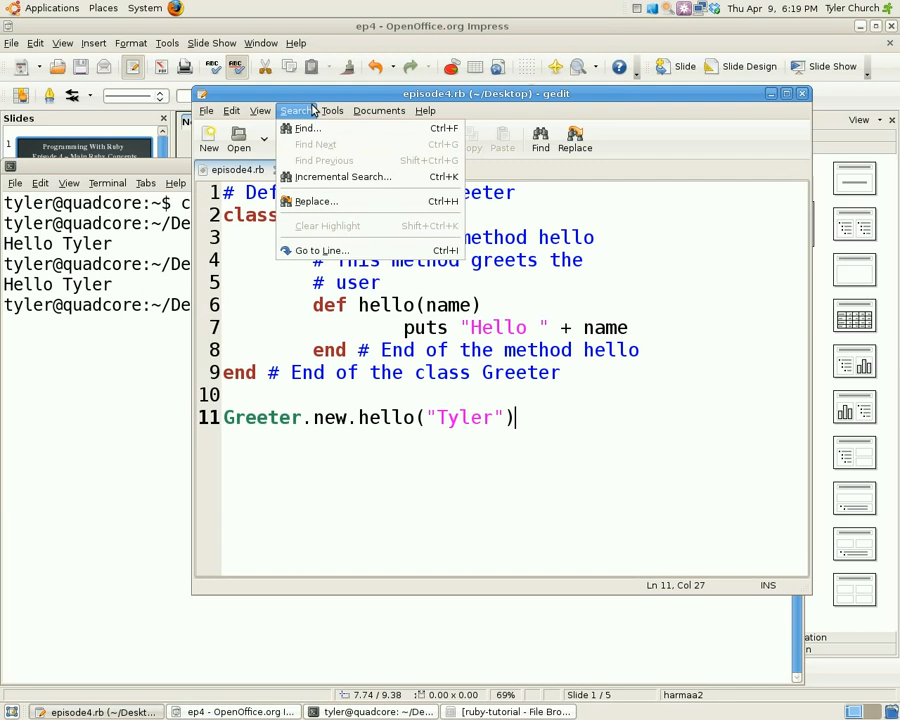 Applications Places System Thu Apr 9, 6:19 PM Tyler Church
ep4 - OpenOffice.org Impress
File Edit View Insert Format Tools Slide Show Window Help
Slide Slide Design Slide Show
Slides
View
1
Programming With Ruby
Episode 4 – Main Ruby Concepts
episode4.rb (~/Desktop) - gedit
File Edit View Search Tools Documents Help
New Open Paste Find Replace
episode4.rb
Find... Ctrl+F
Find Next Ctrl+G
Find Previous Shift+Ctrl+G
Incremental Search... Ctrl+K
Replace... Ctrl+H
Clear Highlight Shift+Ctrl+K
Go to Line... Ctrl+I
1 # De
2 class
3 method hello
4 # This method greets the
5 # user
6 def hello(name)
7 puts "Hello " + name
8 end # End of the method hello
9 end # End of the class Greeter
10
11 Greeter.new.hello("Tyler")
Ln 11, Col 27 INS
File Edit View Terminal Tabs Help
tyler@quadcore:~$ c
tyler@quadcore:~/De
Hello Tyler
tyler@quadcore:~/De
Hello Tyler
tyler@quadcore:~/De
7.74 / 9.38 0.00 x 0.00 69% Slide 1 / 5 harmaa2
episode4.rb (~/Deskt... ep4 - OpenOffice.org I... tyler@quadcore: ~/De... [ruby-tutorial - File Bro...